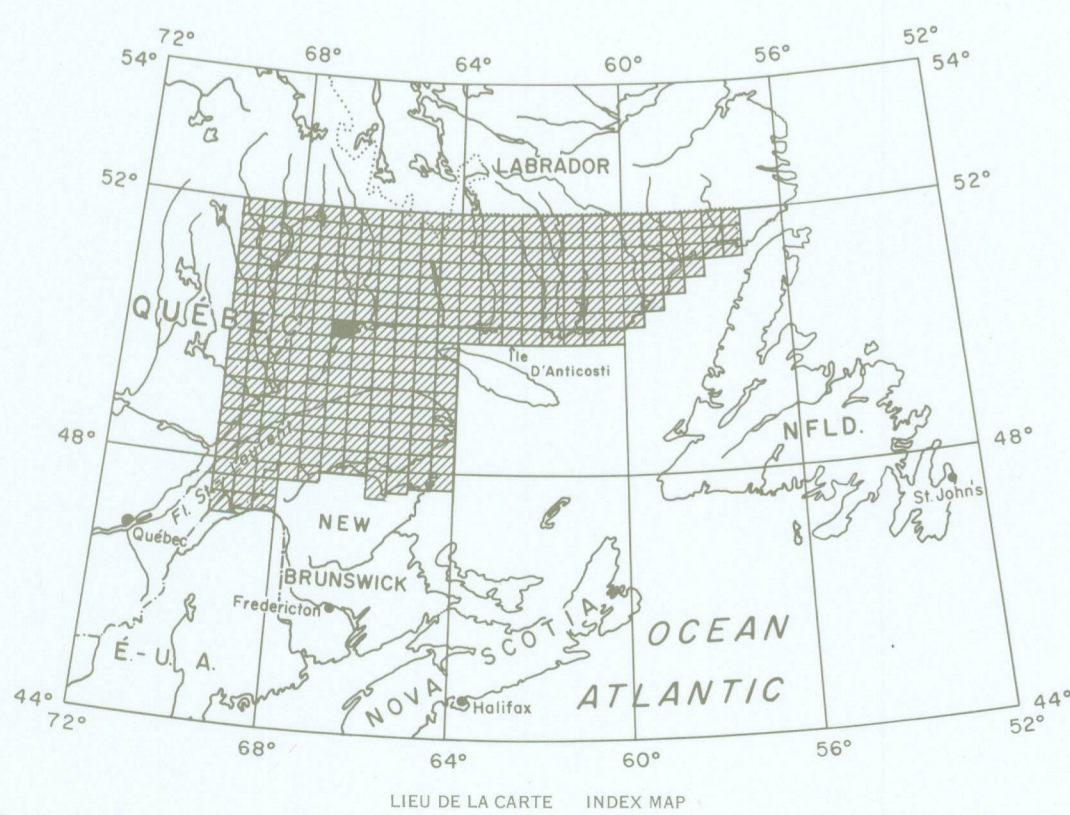 72° 68° 64° 60° 56° 52°
54° 54°
LABRADOR
52° 52°
QUÉBEC
Île
D'Anticosti
NFLD.
48° 48°
St. John's
Fl. St. Laurent
Québec
NEW
BRUNSWICK
Fredericton
É.-U.A.
NOVA SCOTIA
Halifax
OCEAN
ATLANTIC
44° 44°
72° 68° 64° 60° 56° 52°
LIEU DE LA CARTE INDEX MAP